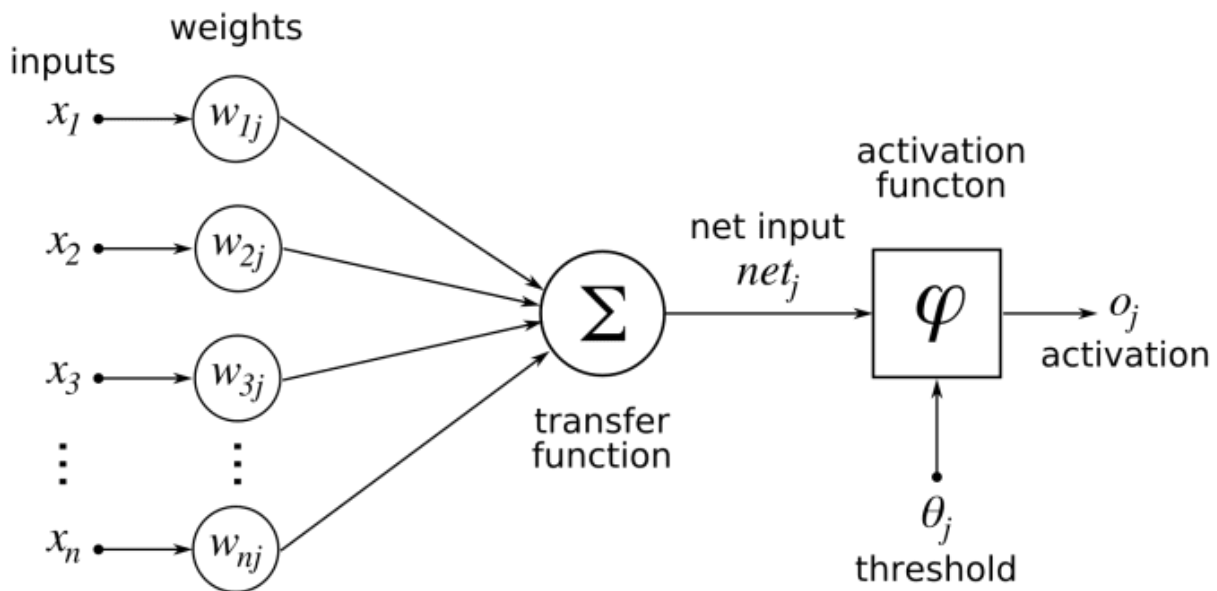 weights
inputs
x1
w1j
x2
w2j
x3
w3j
⋮
⋮
xn
wnj
Σ
transfer
function
net input
netj
activation
functon
φ
oj
activation
θj
threshold